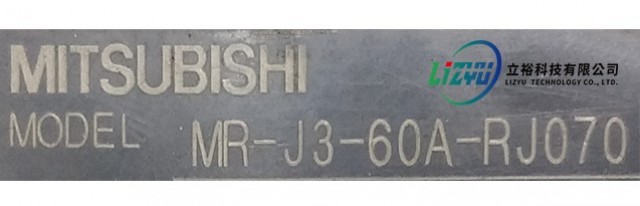 MITSUBISHI
LIZYU 立裕科技有限公司
LIZYU TECHNOLOGY CO., LTD.
MODEL MR-J3-60A-RJ070